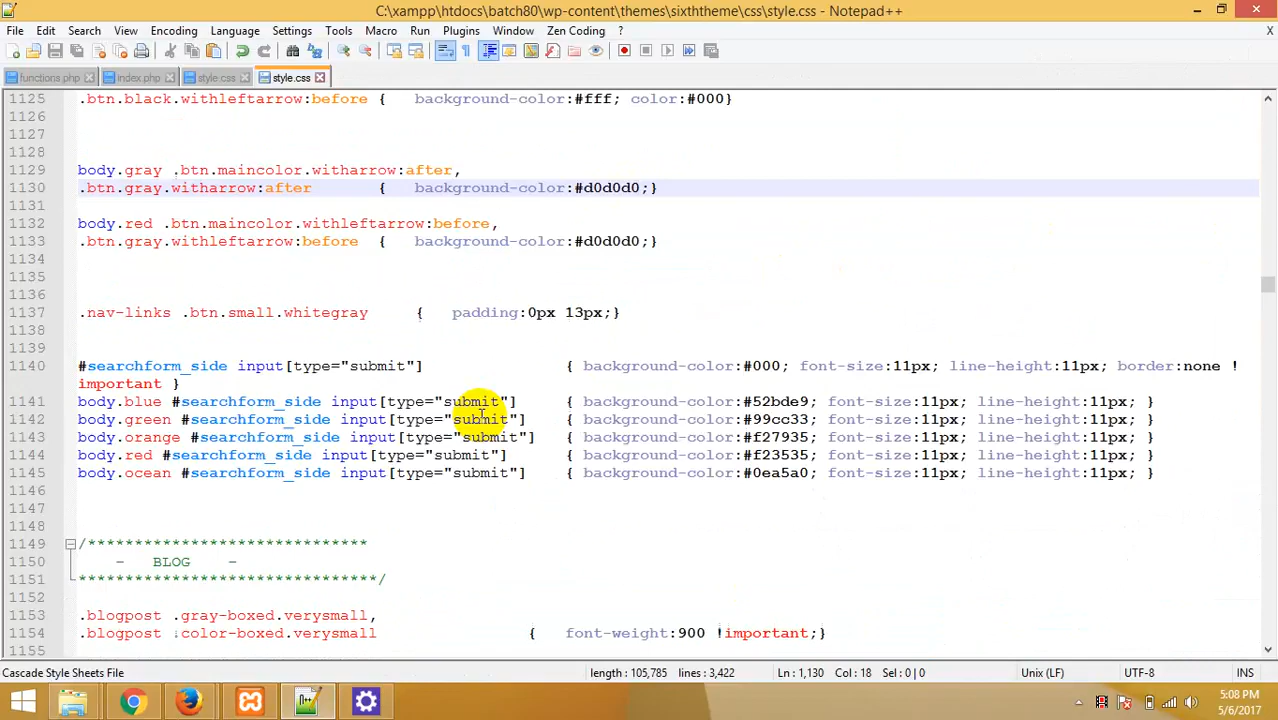 C:\xampp\htdocs\batch80\wp-content\themes\sixththeme\css\style.css - Notepad++
File Edit Search View Encoding Language Settings Tools Macro Run Plugins Window Zen Coding ? X
functions.php index.php style.css style.css
1125 .btn.black.withleftarrow:before { background-color:#fff; color:#000}
1126
1127
1128
1129 body.gray .btn.maincolor.witharrow:after,
1130 .btn.gray.witharrow:after { background-color:#d0d0d0;}
1131
1132 body.red .btn.maincolor.withleftarrow:before,
1133 .btn.gray.withleftarrow:before { background-color:#d0d0d0;}
1134
1135
1136
1137 .nav-links .btn.small.whitegray { padding:0px 13px;}
1138
1139
1140 #searchform_side input[type="submit"] { background-color:#000; font-size:11px; line-height:11px; border:none !
important }
1141 body.blue #searchform_side input[type="submit"] { background-color:#52bde9; font-size:11px; line-height:11px; }
1142 body.green #searchform_side input[type="submit"] { background-color:#99cc33; font-size:11px; line-height:11px; }
1143 body.orange #searchform_side input[type="submit"] { background-color:#f27935; font-size:11px; line-height:11px; }
1144 body.red #searchform_side input[type="submit"] { background-color:#f23535; font-size:11px; line-height:11px; }
1145 body.ocean #searchform_side input[type="submit"] { background-color:#0ea5a0; font-size:11px; line-height:11px; }
1146
1147
1148
1149 /******************************
1150 - BLOG -
1151 ********************************/
1152
1153 .blogpost .gray-boxed.verysmall,
1154 .blogpost .color-boxed.verysmall { font-weight:900 !important;}
1155
Cascade Style Sheets File length : 105,785 lines : 3,422 Ln : 1,130 Col : 18 Sel : 0 | 0 Unix (LF) UTF-8 INS
5:08 PM
5/6/2017